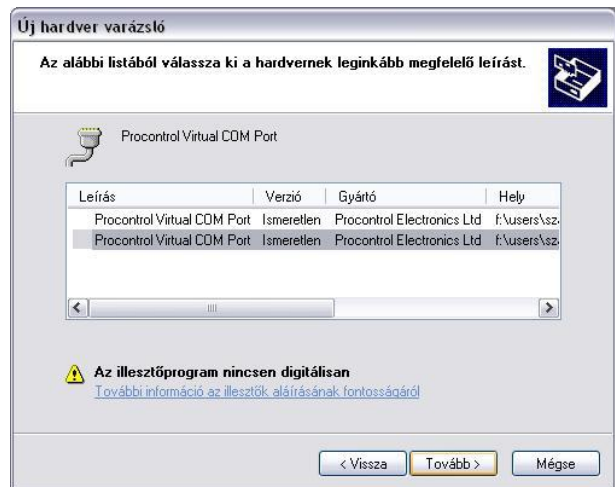 Új hardver varázsló
Az alábbi listából válassza ki a hardvernek leginkább megfelelő leírást.
Procontrol Virtual COM Port
Leírás Verzió Gyártó Hely
Procontrol Virtual COM Port Ismeretlen Procontrol Electronics Ltd f:\users\sz
Procontrol Virtual COM Port Ismeretlen Procontrol Electronics Ltd f:\users\sz
Az illesztőprogram nincsen digitálisan
További információ az illesztők aláírásának fontosságáról
< Vissza Tovább > Mégse